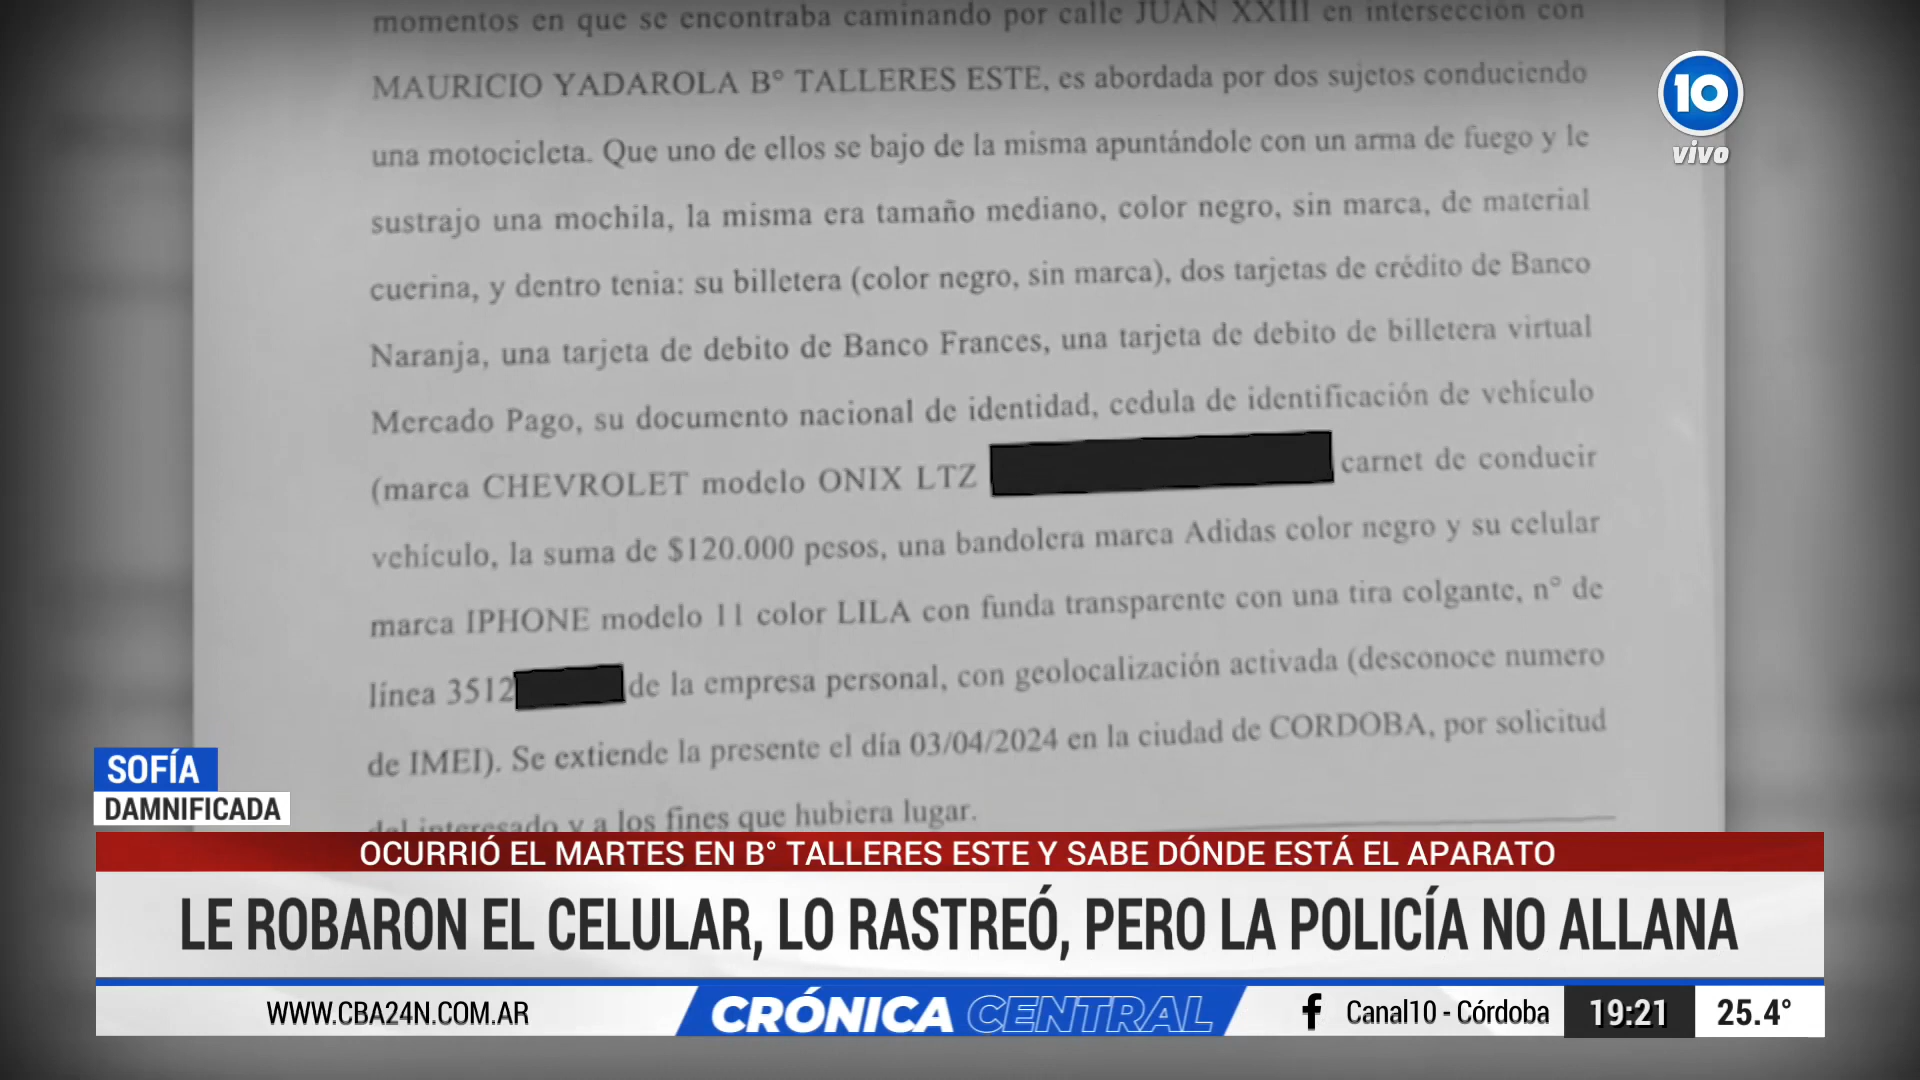 momentos en que se encontraba caminando por calle JUAN XXIII en intersección con
MAURICIO YADAROLA B° TALLERES ESTE, es abordada por dos sujetos conduciendo
una motocicleta. Que uno de ellos se bajo de la misma apuntándole con un arma de fuego y le
sustrajo una mochila, la misma era tamaño mediano, color negro, sin marca, de material
cuerina, y dentro tenia: su billetera (color negro, sin marca), dos tarjetas de crédito de Banco
Naranja, una tarjeta de debito de Banco Frances, una tarjeta de debito de billetera virtual
Mercado Pago, su documento nacional de identidad, cedula de identificación de vehículo
(marca CHEVROLET modelo ONIX LTZ carnet de conducir
vehículo, la suma de $120.000 pesos, una bandolera marca Adidas color negro y su celular
marca IPHONE modelo 11 color LILA con funda transparente con una tira colgante, n° de
línea 3512 de la empresa personal, con geolocalización activada (desconoce numero
de IMEI). Se extiende la presente el día 03/04/2024 en la ciudad de CORDOBA, por solicitud
del interesado y a los fines que hubiera lugar.
10
vivo
SOFÍA
DAMNIFICADA
OCURRIÓ EL MARTES EN B° TALLERES ESTE Y SABE DÓNDE ESTÁ EL APARATO
LE ROBARON EL CELULAR, LO RASTREÓ, PERO LA POLICÍA NO ALLANA
WWW.CBA24N.COM.AR
CRÓNICA CENTRAL
Canal10 - Córdoba
19:21
25.4°